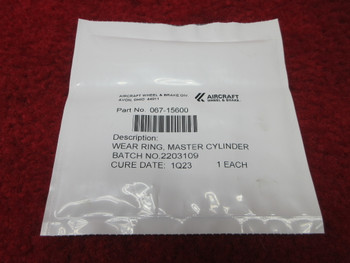 AIRCRAFT WHEEL & BRAKE DIV.
AVON, OHIO 44011
AIRCRAFT
WHEEL & BRAKE
Part No. 067-15600
Description:
WEAR RING, MASTER CYLINDER
BATCH NO.2203109
CURE DATE: 1Q23 1 EACH